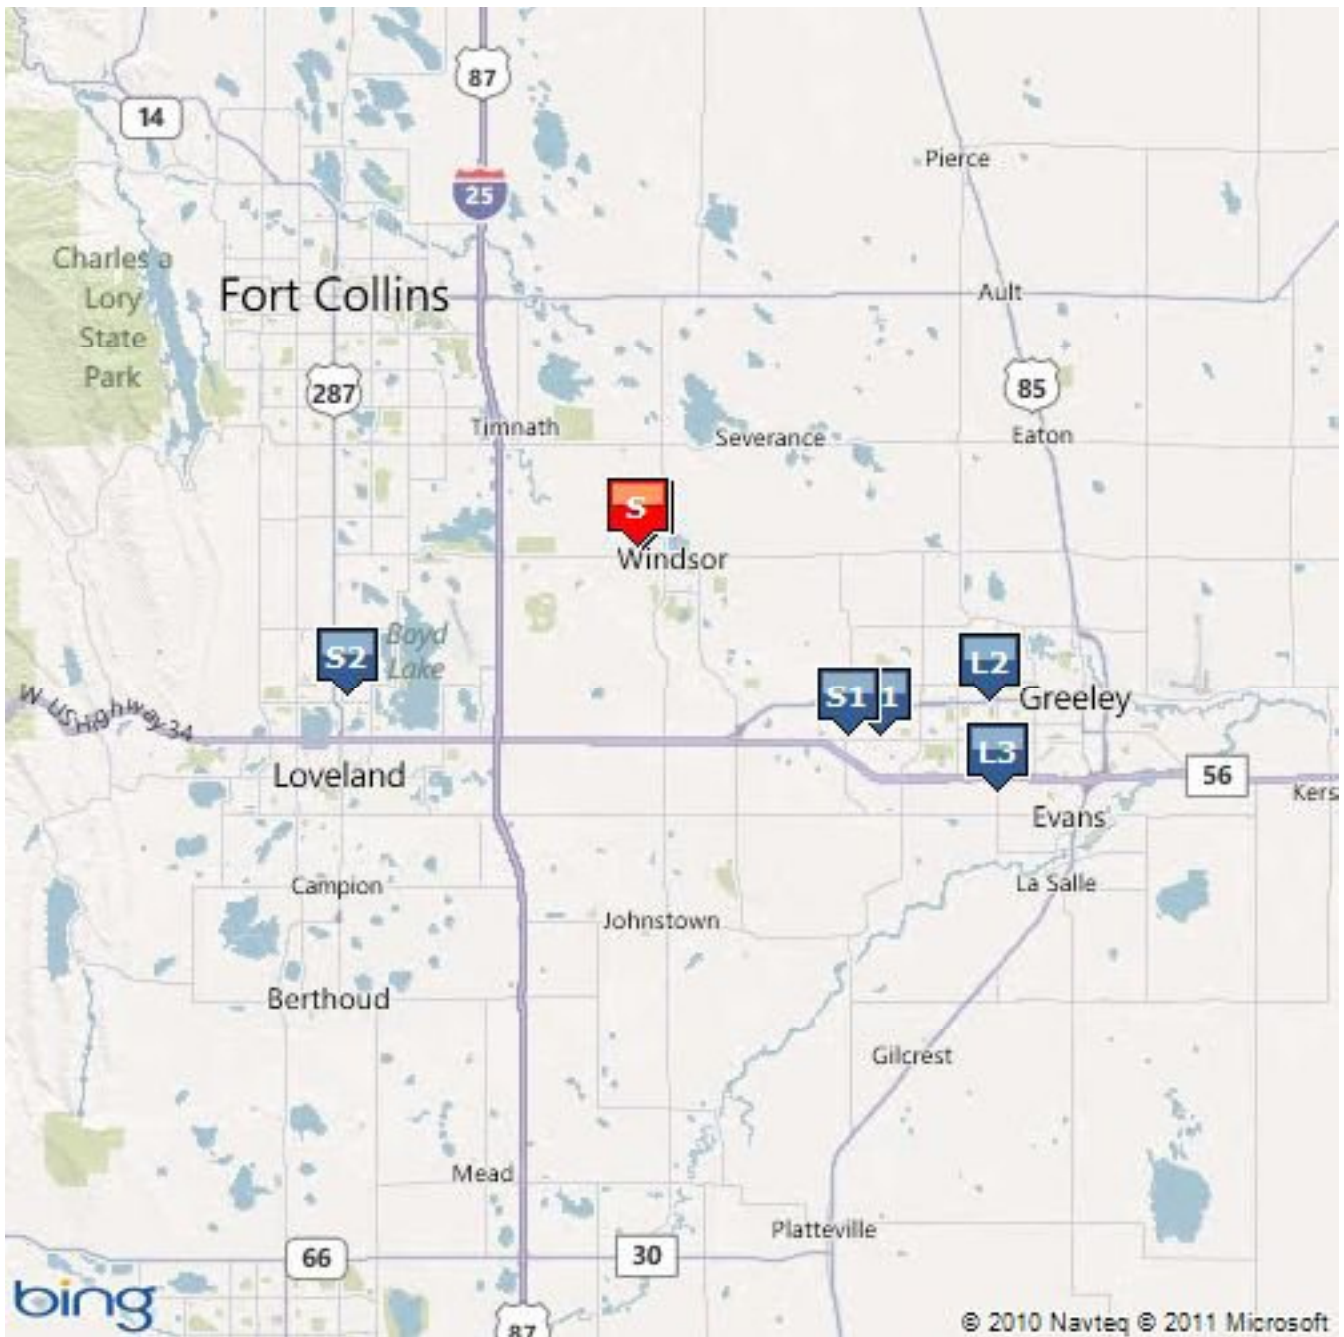 87
14
Pierce
25
Charles a
Lory
State
Park
Fort Collins
Ault
287
85
Timnath
Severance
Eaton
S
Windsor
Boyd
Lake
S2
L2
S1
1
Greeley
W US Highway 34
L3
Loveland
56
Kers
Evans
Campion
La Salle
Johnstown
Berthoud
Gilcrest
Mead
Platteville
66
30
bing
87
© 2010 Navteq © 2011 Microsoft